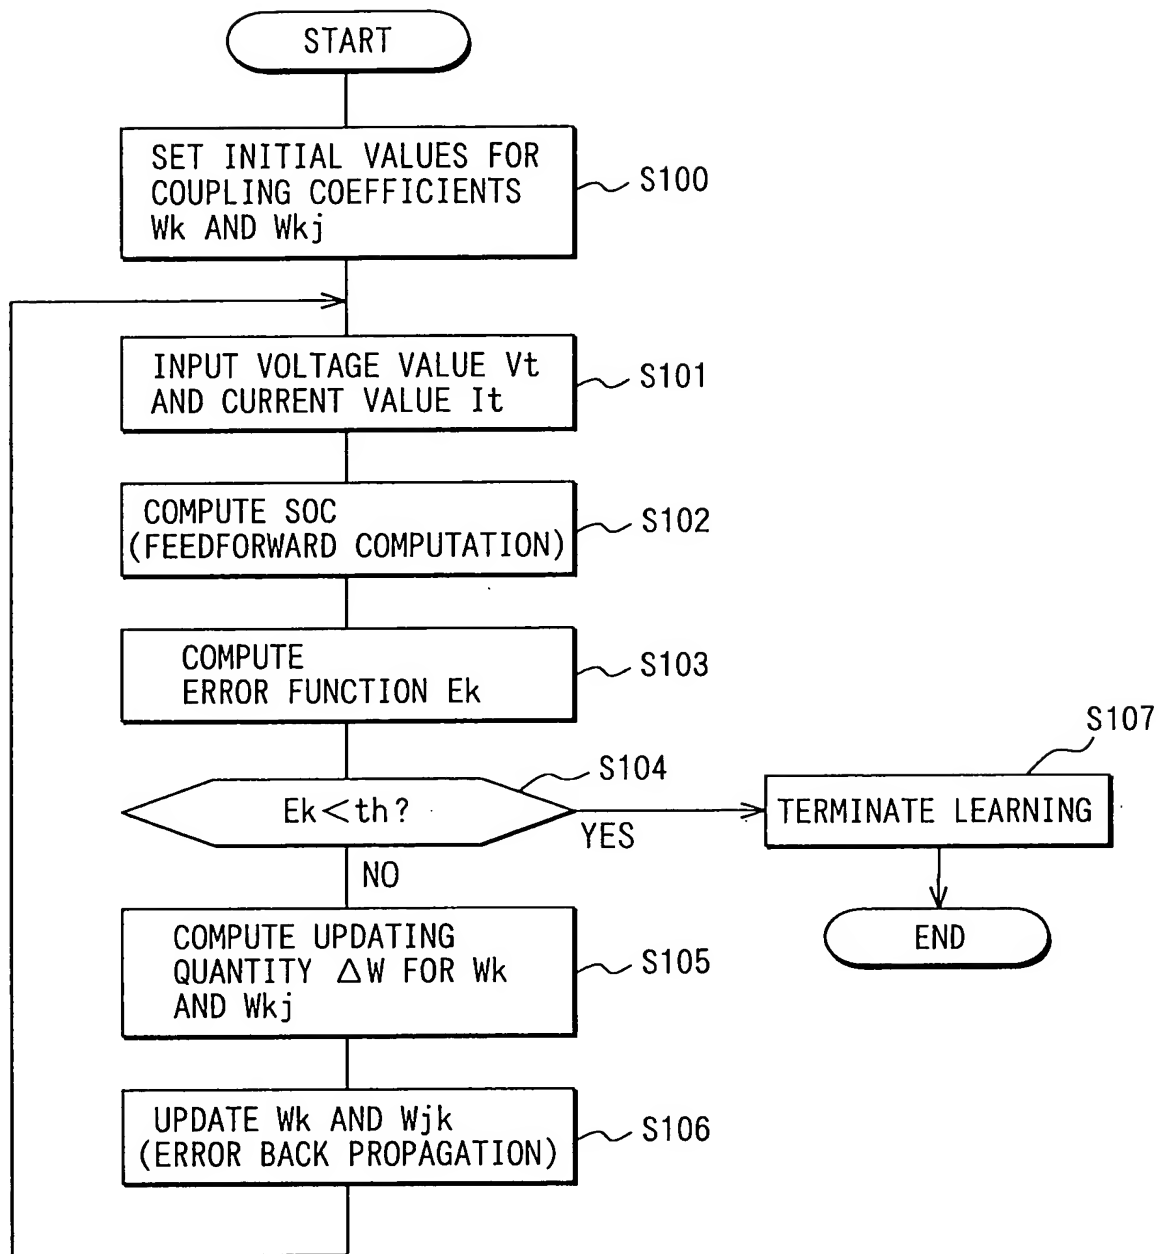 START
SET INITIAL VALUES FOR
COUPLING COEFFICIENTS
Wk AND Wkj
S100
INPUT VOLTAGE VALUE Vt
AND CURRENT VALUE It
S101
COMPUTE SOC
(FEEDFORWARD COMPUTATION)
S102
COMPUTE
ERROR FUNCTION Ek
S103
Ek<th?
S104
YES
NO
TERMINATE LEARNING
S107
END
COMPUTE UPDATING
QUANTITY △W FOR Wk
AND Wkj
S105
UPDATE Wk AND Wjk
(ERROR BACK PROPAGATION)
S106